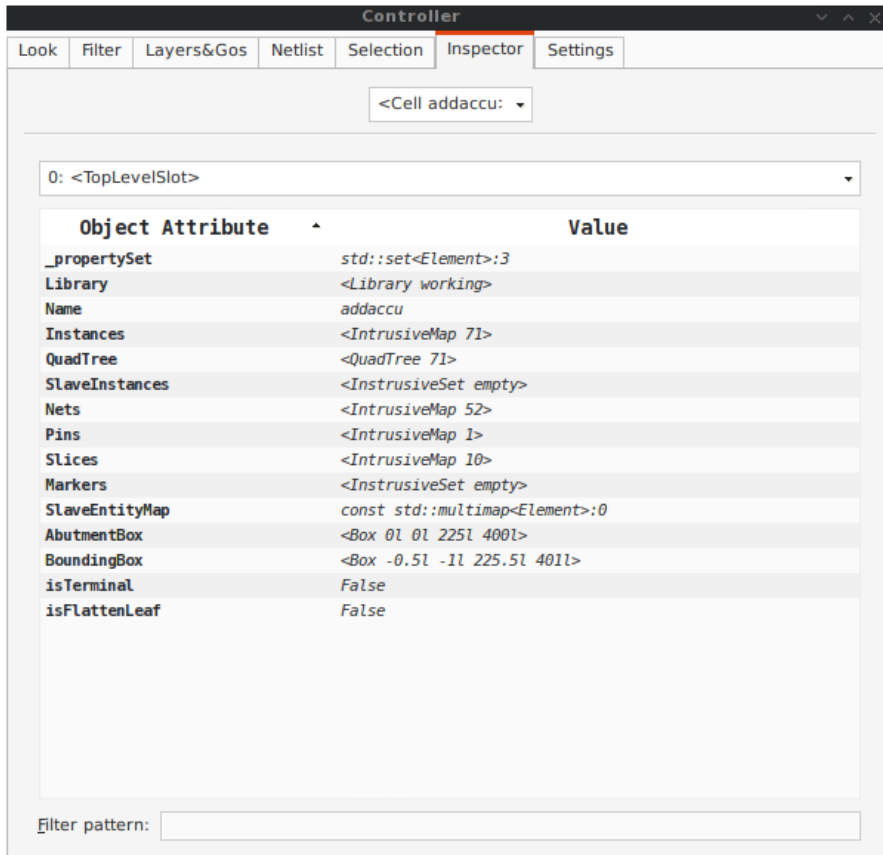 Controller
Look Filter Layers&Gos Netlist Selection Inspector Settings
<Cell addaccu:
0: <TopLevelSlot>
Object Attribute Value
_propertySet std::set<Element>:3
Library <Library working>
Name addaccu
Instances <IntrusiveMap 71>
QuadTree <QuadTree 71>
SlaveInstances <InstrusiveSet empty>
Nets <IntrusiveMap 52>
Pins <IntrusiveMap 1>
Slices <IntrusiveMap 10>
Markers <InstrusiveSet empty>
SlaveEntityMap const std::multimap<Element>:0
AbutmentBox <Box 0l 0l 225l 400l>
BoundingBox <Box -0.5l -1l 225.5l 401l>
isTerminal False
isFlattenLeaf False
Filter pattern: